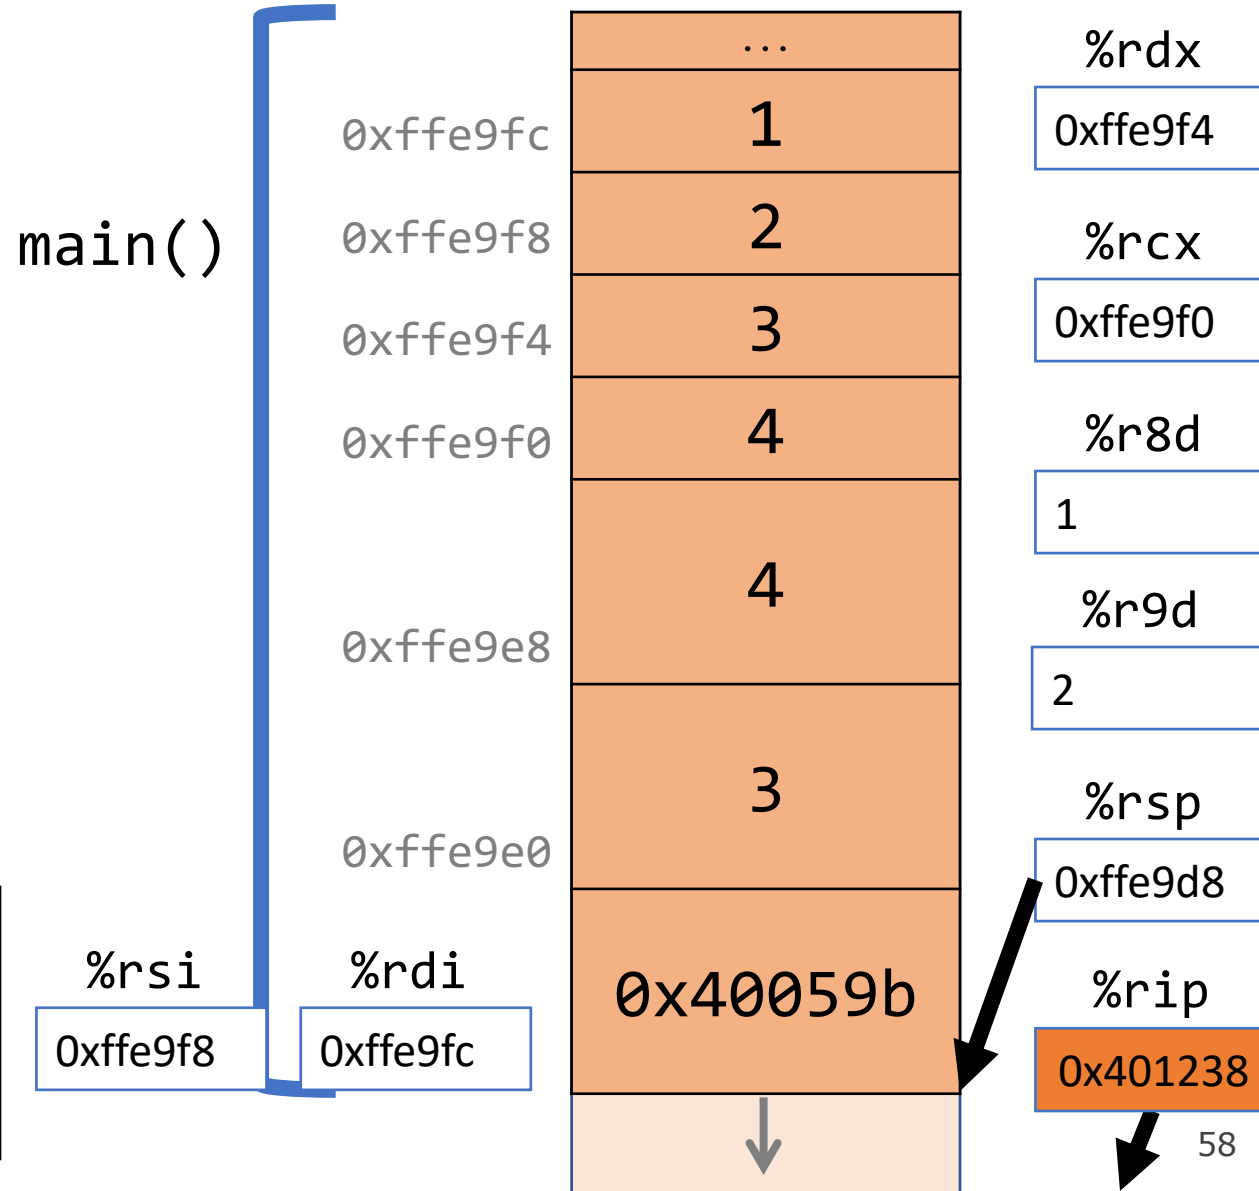 ...
%rdx
0xffe9fc
1
0xffe9f4
main()
0xffe9f8
2
%rcx
0xffe9f4
3
0xffe9f0
0xffe9f0
4
%r8d
1
4
%r9d
0xffe9e8
2
3
%rsp
0xffe9e0
0xffe9d8
%rsi
%rdi
0x40059b
%rip
0xffe9f8
0xffe9fc
0x401238
58